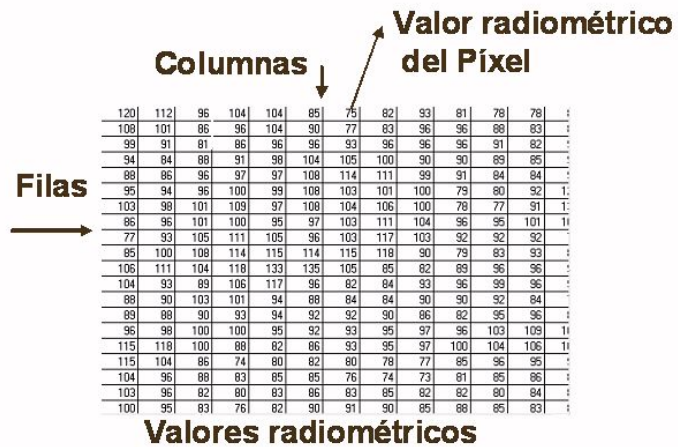 Valor radiométrico
del Píxel
Columnas
Filas
120 112 96 104 104 85 75 82 93 81 78 78
108 101 86 96 104 90 77 83 96 96 88 83
99 91 81 86 96 96 93 96 96 96 91 82
94 84 88 91 98 104 105 100 90 90 89 85
88 86 96 97 97 108 114 111 99 91 84 84
95 94 96 100 99 108 103 101 100 79 80 92
103 98 101 109 97 108 104 106 100 78 77 91
86 96 101 100 95 97 103 111 104 96 95 101
77 93 105 111 105 96 103 117 103 92 92 92
85 100 108 114 115 114 115 118 90 79 83 93
106 111 104 118 133 135 105 85 82 89 96 96
104 93 89 106 117 96 82 84 93 96 99 96
88 90 103 101 94 88 84 84 90 90 92 84
89 88 90 93 94 92 92 90 86 82 95 96
96 98 100 100 95 92 93 95 97 96 103 109
115 118 100 88 82 86 93 95 97 100 104 106
115 104 86 74 80 82 80 78 77 85 96 95
104 96 88 83 85 85 76 74 73 81 85 86
103 96 82 80 83 86 83 85 82 82 80 84
100 95 83 76 82 90 91 90 85 88 85 83
Valores radiométricos